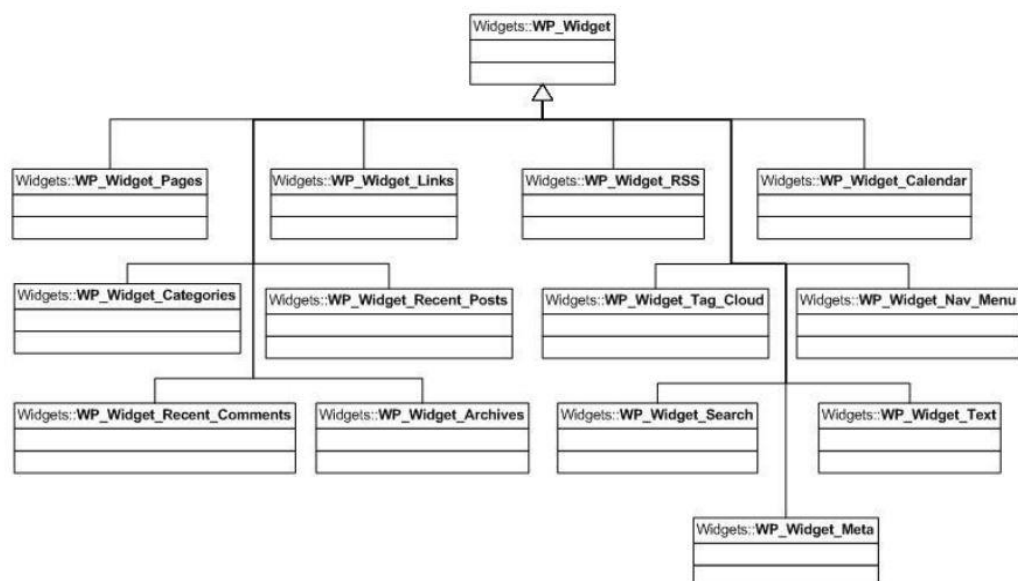 Widgets::WP_Widget
Widgets::WP_Widget_Pages
Widgets::WP_Widget_Links
Widgets::WP_Widget_RSS
Widgets::WP_Widget_Calendar
Widgets::WP_Widget_Categories
Widgets::WP_Widget_Recent_Posts
Widgets::WP_Widget_Tag_Cloud
Widgets::WP_Widget_Nav_Menu
Widgets::WP_Widget_Recent_Comments
Widgets::WP_Widget_Archives
Widgets::WP_Widget_Search
Widgets::WP_Widget_Text
Widgets::WP_Widget_Meta